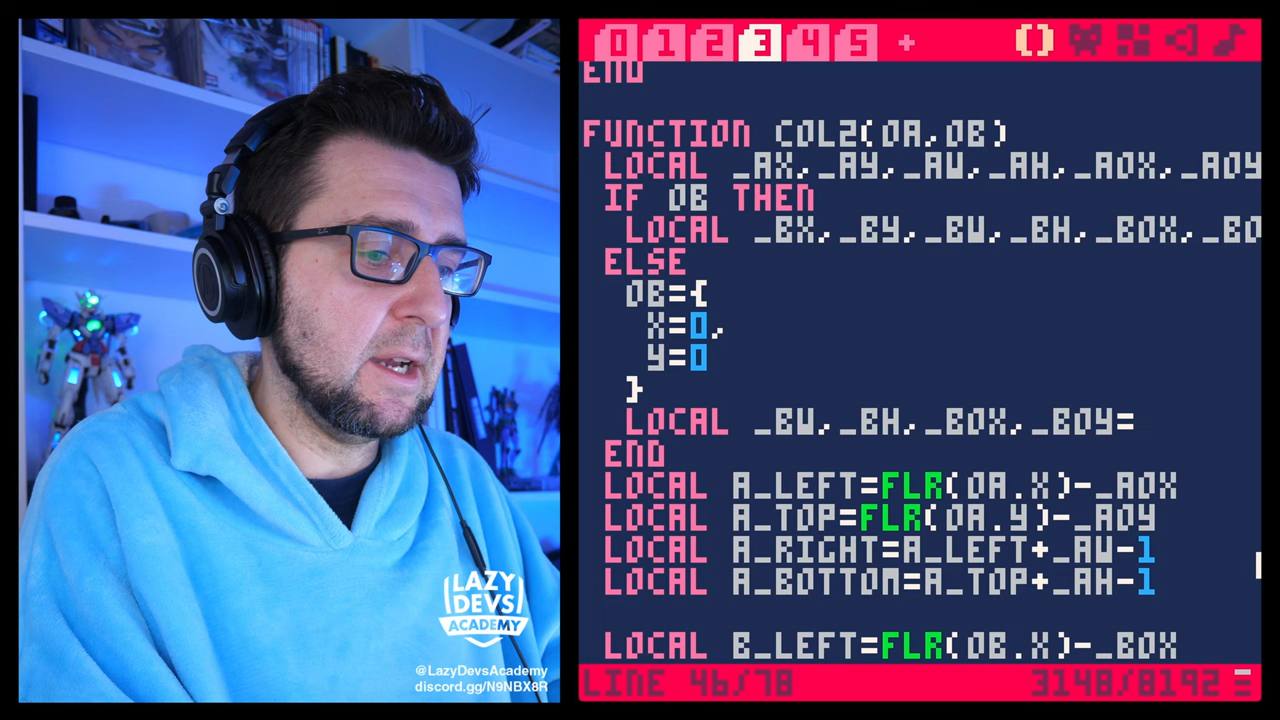 LAZY
DEVS
ACADEMY
@LazyDevsAcademy
discord.gg/N9NBX8R
0 1 2 3 4 5 +
END
FUNCTION COL2(OA,OB)
LOCAL _AX,_AY,_AW,_AH,_AOX,_AOY
IF OB THEN
LOCAL _BX,_BY,_BW,_BH,_BOX,_BO
ELSE
OB={
X=0,
Y=0
}
LOCAL _BW,_BH,_BOX,_BOY=
END
LOCAL A_LEFT=FLR(OA.X)-_AOX
LOCAL A_TOP=FLR(OA.Y)-_AOY
LOCAL A_RIGHT=A_LEFT+_AW-1
LOCAL A_BOTTOM=A_TOP+_AH-1
LOCAL B_LEFT=FLR(OB.X)-_BOX
LINE 46/78 3148/8192